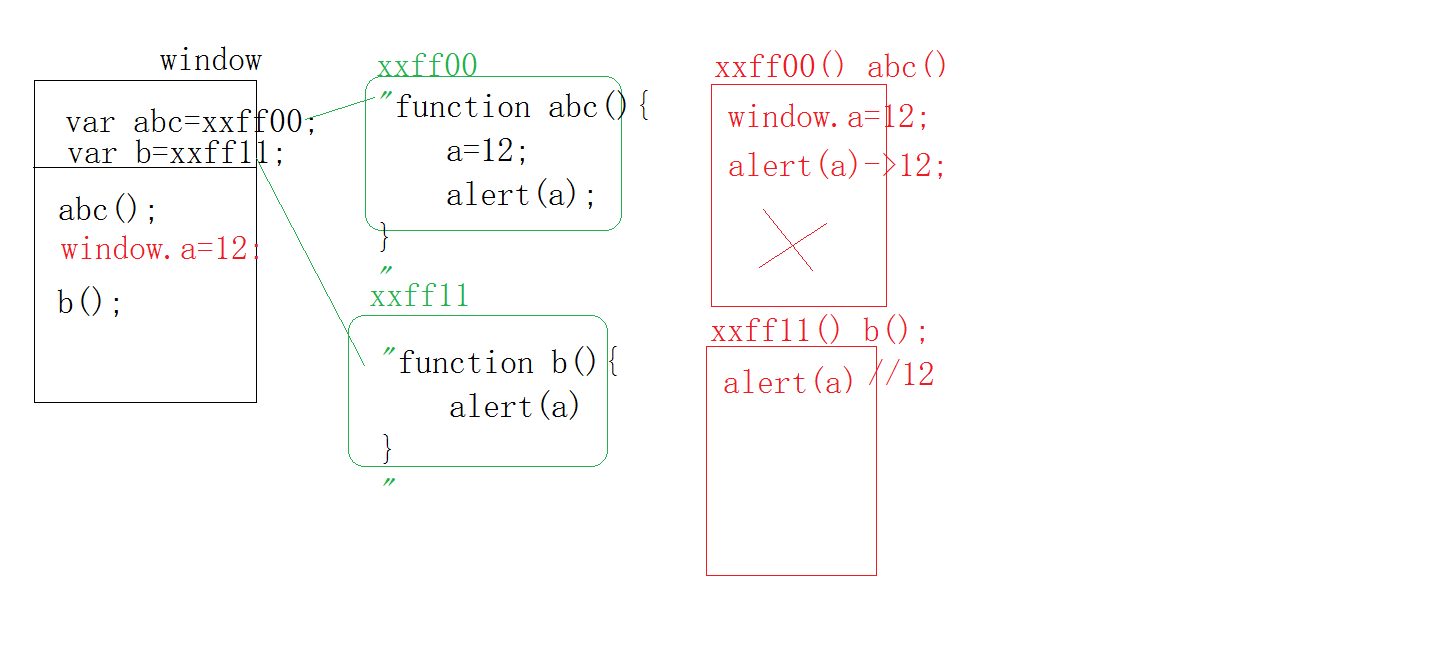 window
var abc=xxff00;
var b=xxff11;
abc();
window.a=12;
b();
xxff00
"function abc(){
a=12;
alert(a);
}
"
xxff11
"function b(){
alert(a)
}
"
xxff00() abc()
window.a=12;
alert(a)->12;
xxff11() b();
alert(a) //12